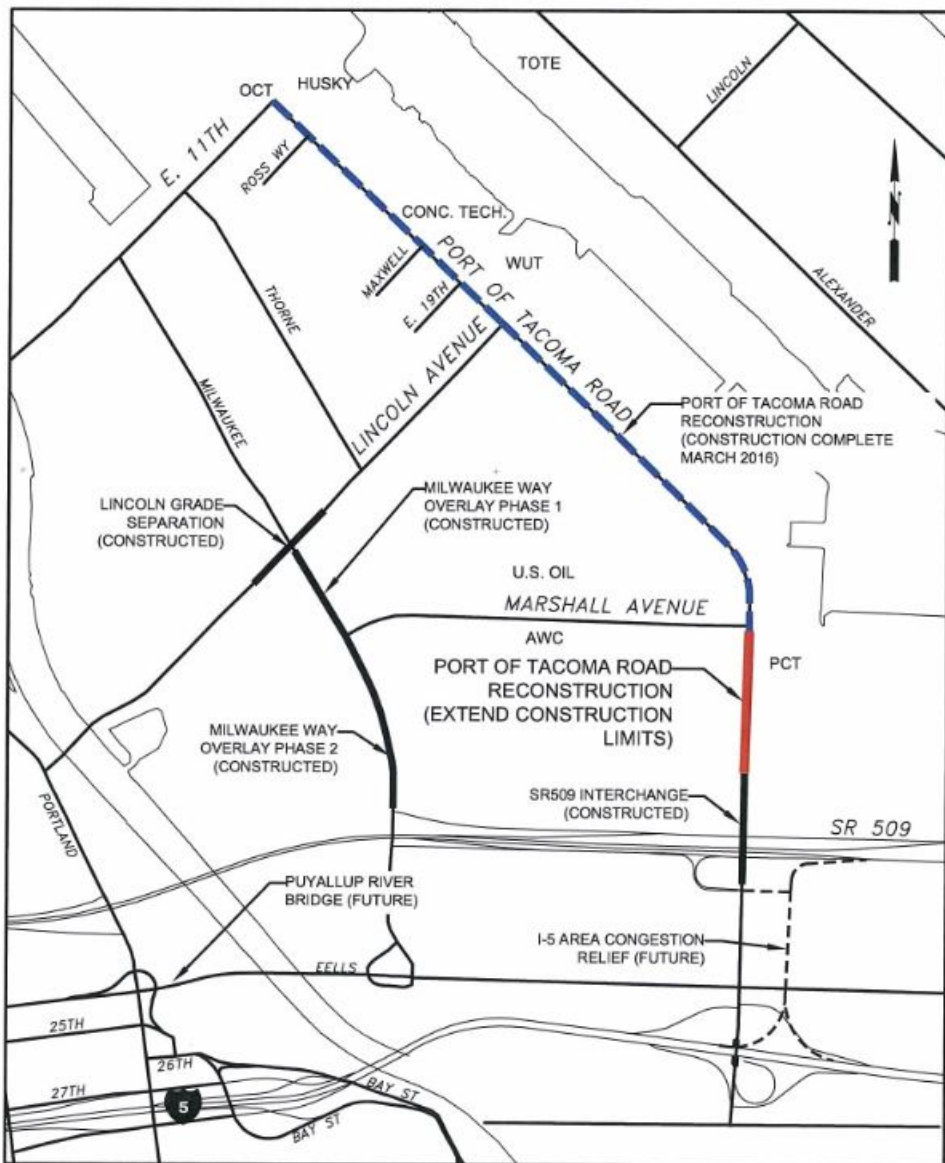 TOTE
LINCOLN
OCT
HUSKY
E. 11TH
ROSS WY
N
CONC. TECH.
WUT
MAXWELL
E. 19TH
PORT OF TACOMA ROAD
ALEXANDER
THORNE
LINCOLN AVENUE
MILWAUKEE
PORT OF TACOMA ROAD
RECONSTRUCTION
(CONSTRUCTION COMPLETE
MARCH 2016)
LINCOLN GRADE
SEPARATION
(CONSTRUCTED)
MILWAUKEE WAY
OVERLAY PHASE 1
(CONSTRUCTED)
U.S. OIL
MARSHALL AVENUE
AWC
PCT
PORT OF TACOMA ROAD
RECONSTRUCTION
(EXTEND CONSTRUCTION
LIMITS)
MILWAUKEE WAY
OVERLAY PHASE 2
(CONSTRUCTED)
SR509 INTERCHANGE
(CONSTRUCTED)
SR 509
PORTLAND
PUYALLUP RIVER
BRIDGE (FUTURE)
I-5 AREA CONGESTION
RELIEF (FUTURE)
EELLS
25TH
26TH
27TH
5
BAY ST
BAY ST